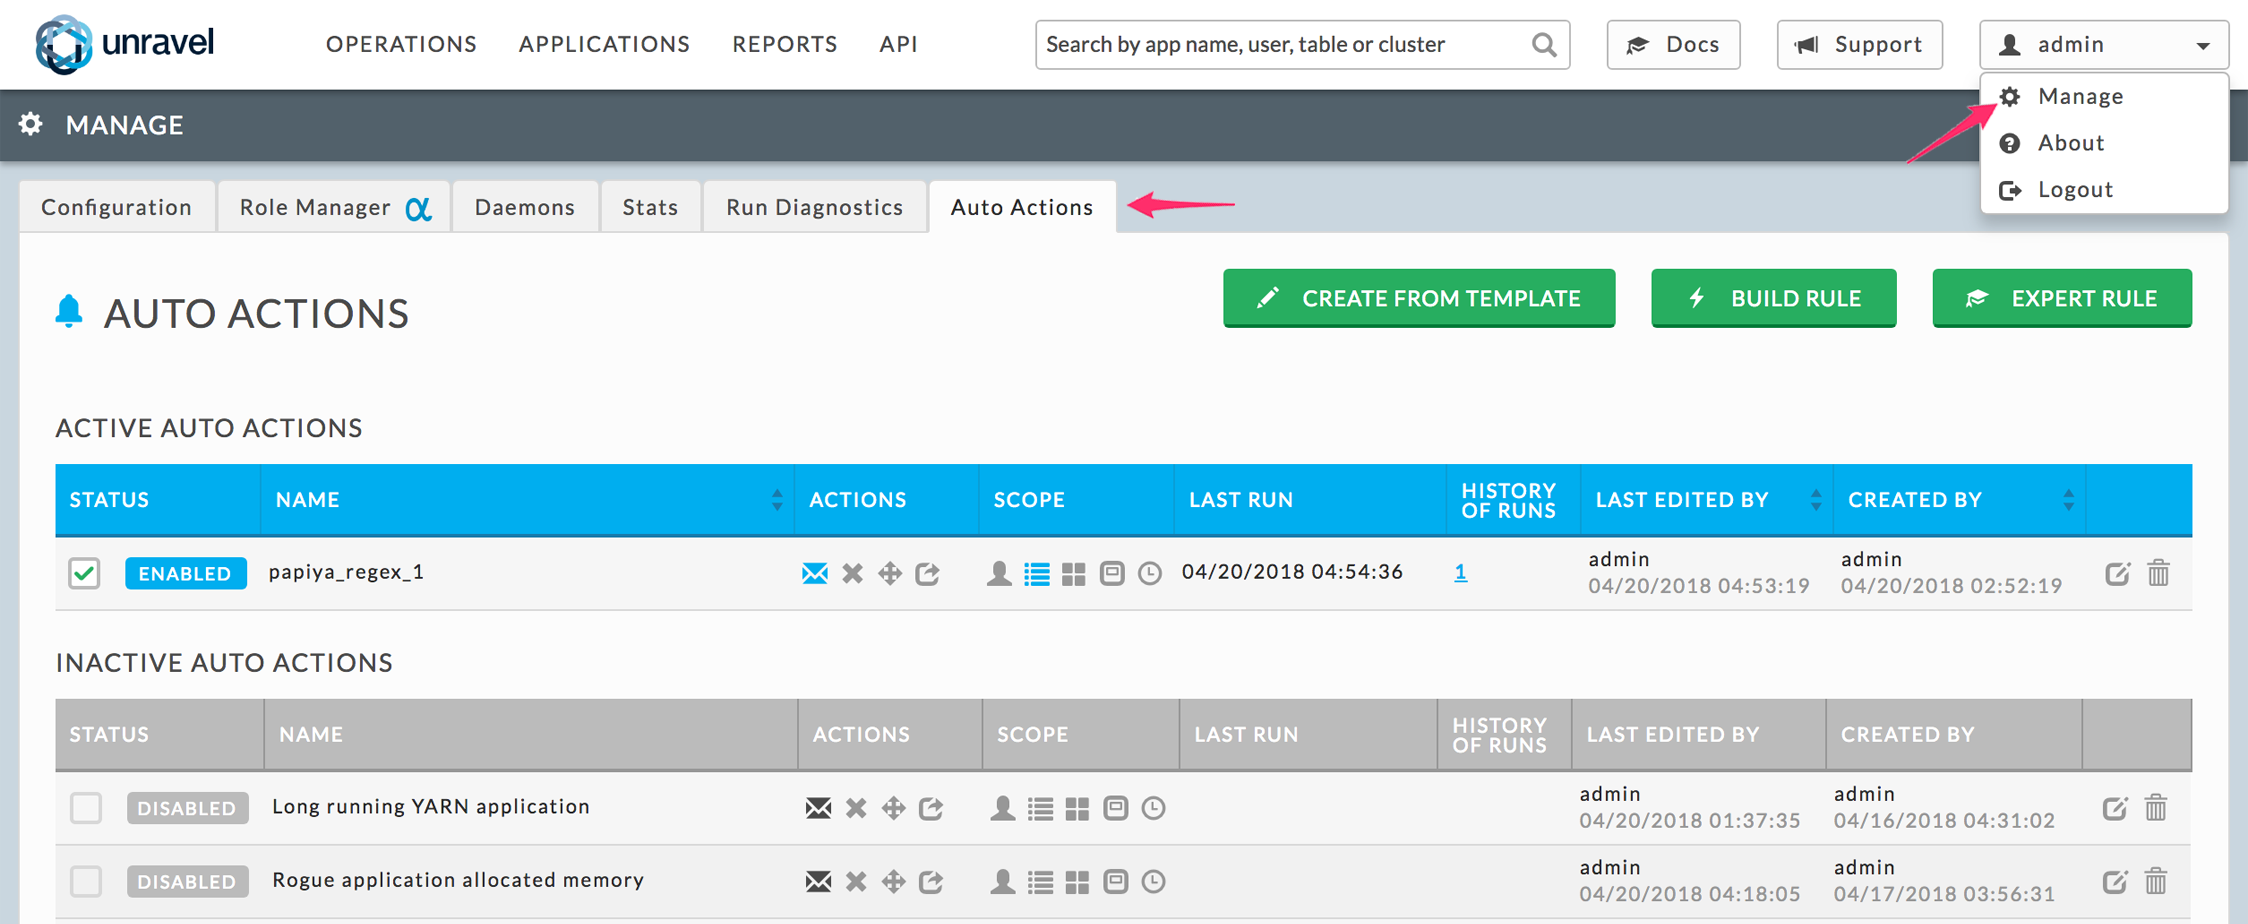 unravel
OPERATIONS APPLICATIONS REPORTS API
Search by app name, user, table or cluster
Docs
Support
admin
Manage
About
Logout
MANAGE
Configuration Role Manager α Daemons Stats Run Diagnostics Auto Actions
AUTO ACTIONS
CREATE FROM TEMPLATE BUILD RULE EXPERT RULE
ACTIVE AUTO ACTIONS
STATUS NAME ACTIONS SCOPE LAST RUN HISTORY OF RUNS LAST EDITED BY CREATED BY
ENABLED papiya_regex_1 04/20/2018 04:54:36 1 admin 04/20/2018 04:53:19 admin 04/20/2018 02:52:19
INACTIVE AUTO ACTIONS
STATUS NAME ACTIONS SCOPE LAST RUN HISTORY OF RUNS LAST EDITED BY CREATED BY
DISABLED Long running YARN application admin 04/20/2018 01:37:35 admin 04/16/2018 04:31:02
DISABLED Rogue application allocated memory admin 04/20/2018 04:18:05 admin 04/17/2018 03:56:31